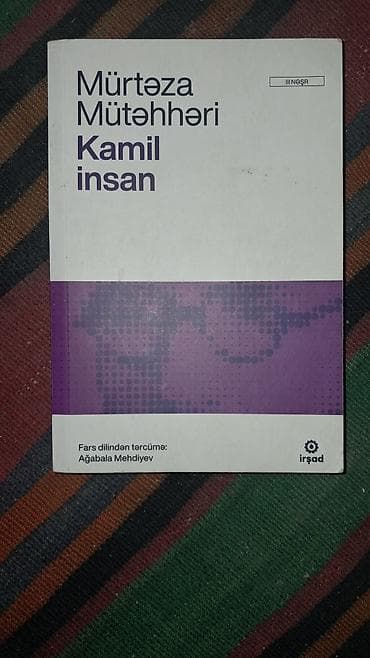 Mürtəza
Mütəhhəri
Kamil
insan
III NƏŞR
Fars dilindən tərcümə:
Ağabala Mehdiyev
irşad